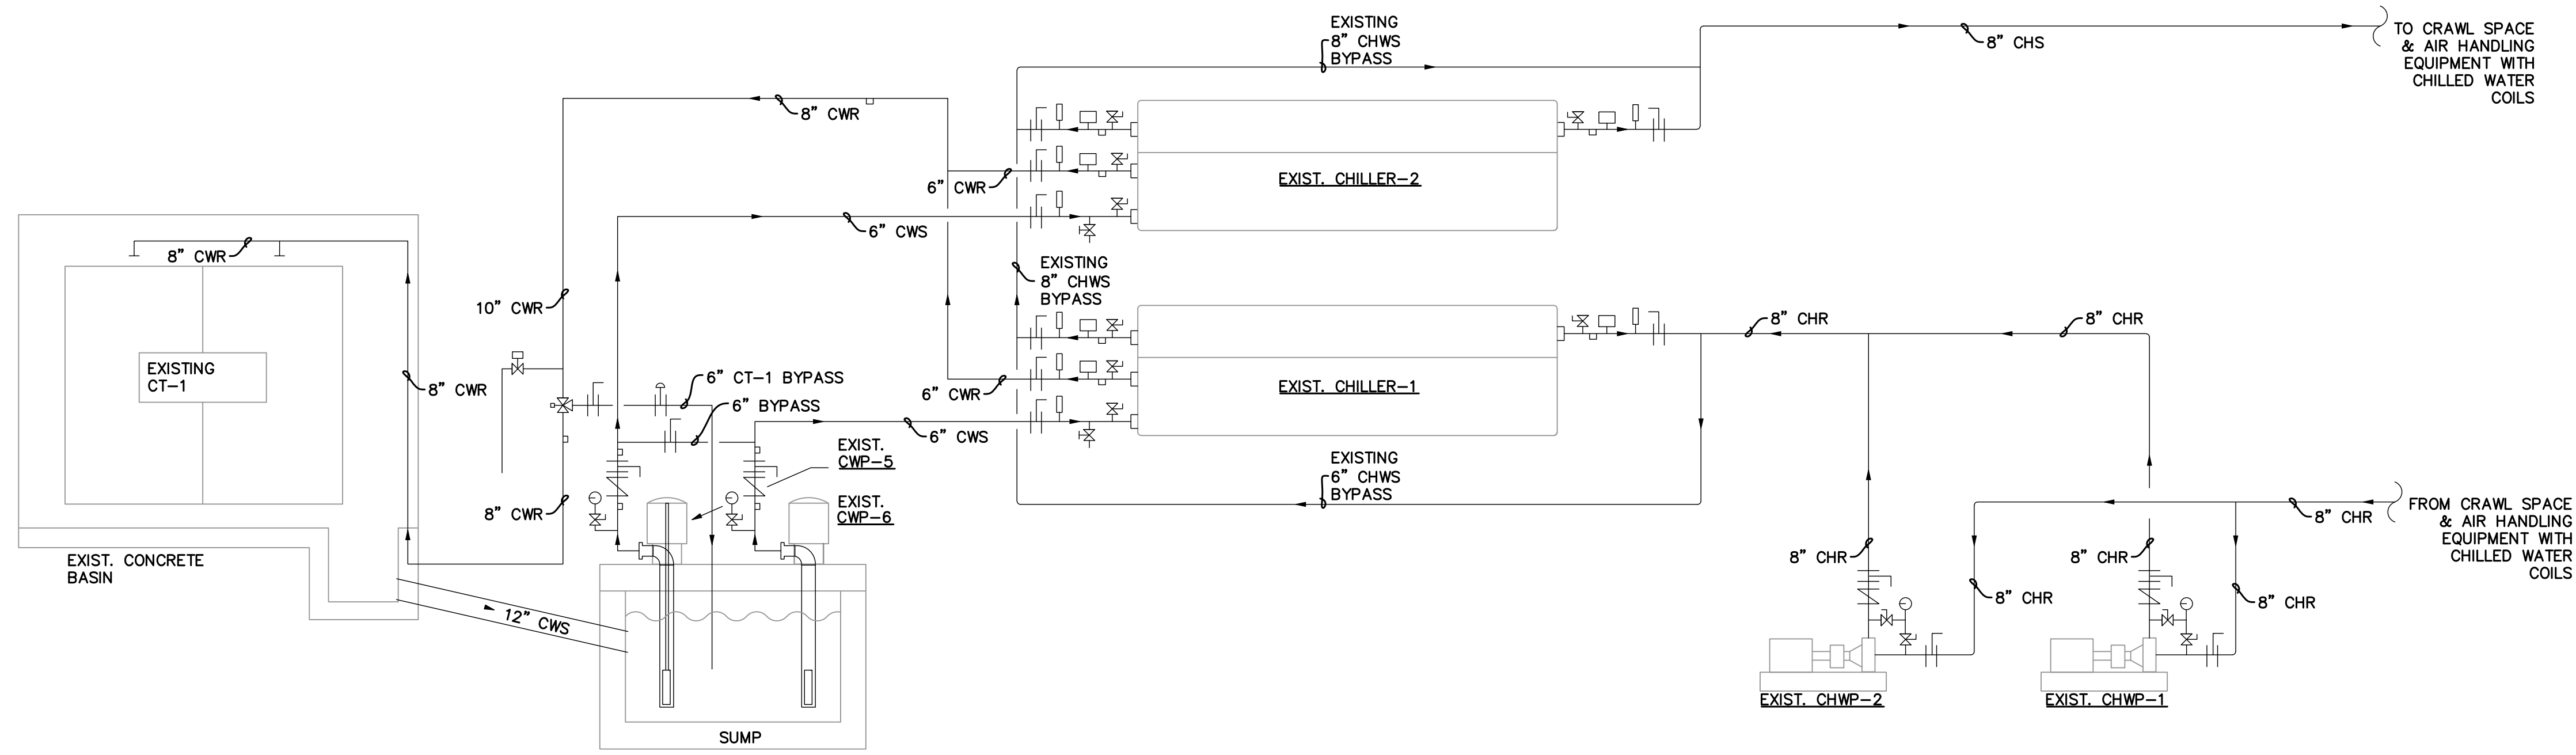 EXISTING
8" CHWS
BYPASS
8" CHS
TO CRAWL SPACE
& AIR HANDLING
EQUIPMENT WITH
CHILLED WATER
COILS
8" CWR
6" CWR
EXIST. CHILLER-2
6" CWS
8" CWR
EXISTING
8" CHWS
BYPASS
10" CWR
8" CHR
8" CHR
EXISTING
CT-1
8" CWR
6" CT-1 BYPASS
6" BYPASS
6" CWR
EXIST. CHILLER-1
6" CWS
EXIST.
CWP-5
EXISTING
6" CHWS
BYPASS
8" CWR
EXIST.
CWP-6
8" CHR
FROM CRAWL SPACE
& AIR HANDLING
EQUIPMENT WITH
CHILLED WATER
COILS
EXIST. CONCRETE
BASIN
8" CHR
8" CHR
8" CHR
8" CHR
12" CWS
EXIST. CHWP-2
EXIST. CHWP-1
SUMP